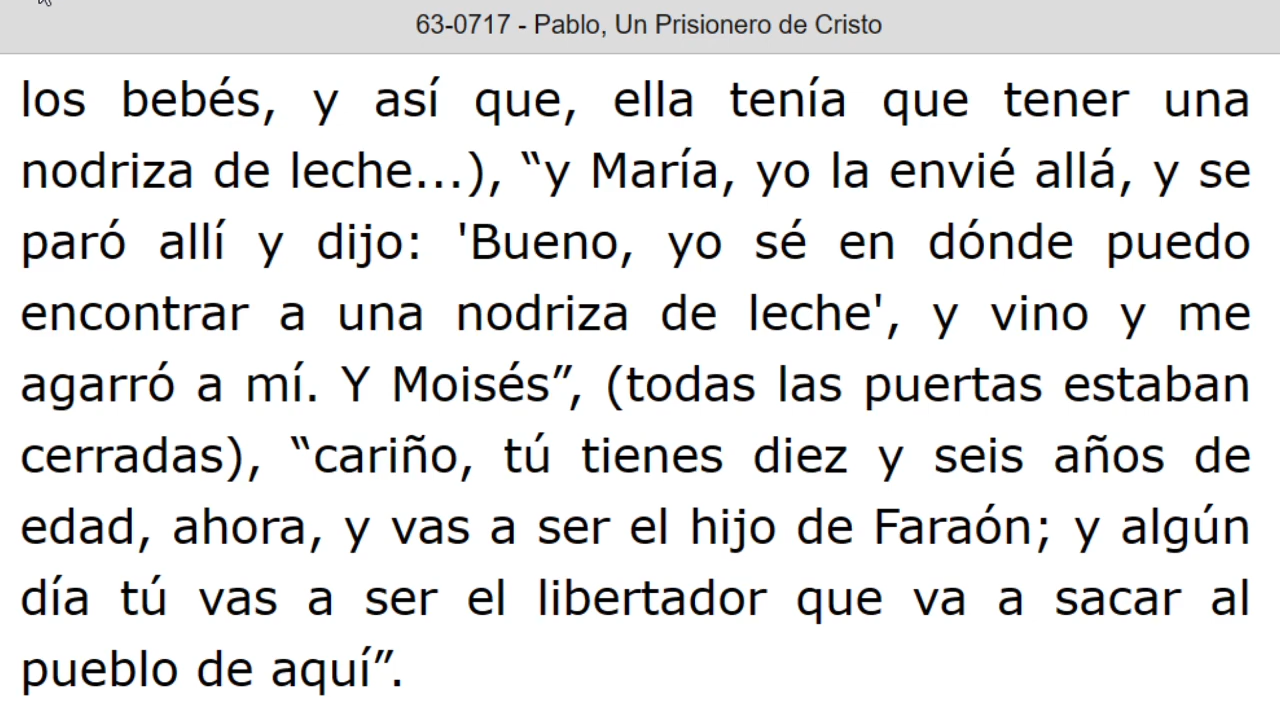 63-0717 - Pablo, Un Prisionero de Cristo
los bebés, y así que, ella tenía que tener una
nodriza de leche...), “y María, yo la envié allá, y se
paró allí y dijo: 'Bueno, yo sé en dónde puedo
encontrar a una nodriza de leche', y vino y me
agarró a mí. Y Moisés”, (todas las puertas estaban
cerradas), “cariño, tú tienes diez y seis años de
edad, ahora, y vas a ser el hijo de Faraón; y algún
día tú vas a ser el libertador que va a sacar al
pueblo de aquí”.